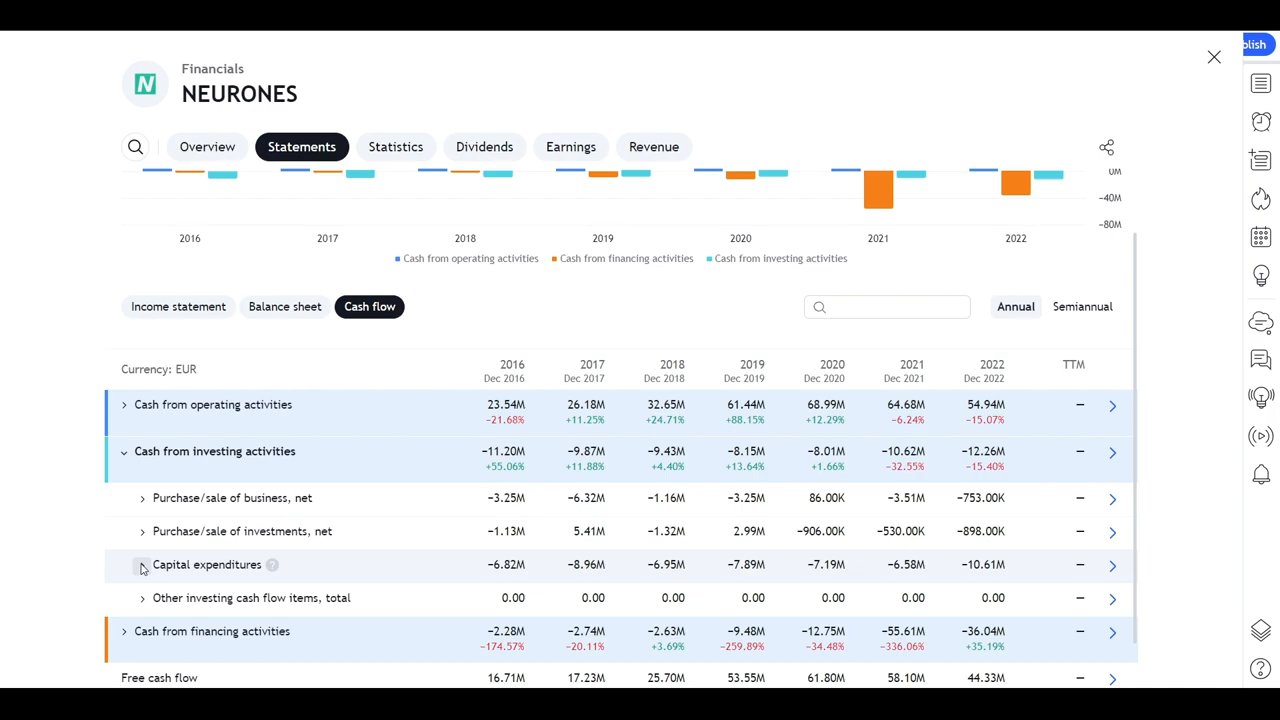 blish
Financials
N
NEURONES
Overview
Statements
Statistics
Dividends
Earnings
Revenue
0M
−40M
−80M
2016 2017 2018 2019 2020 2021 2022
Cash from operating activities Cash from financing activities Cash from investing activities
Income statement Balance sheet Cash flow Annual Semiannual
Currency: EUR 2016 2017 2018 2019 2020 2021 2022 TTM
Dec 2016 Dec 2017 Dec 2018 Dec 2019 Dec 2020 Dec 2021 Dec 2022
Cash from operating activities 23.54M 26.18M 32.65M 61.44M 68.99M 64.68M 54.94M —
−21.68% +11.25% +24.71% +88.15% +12.29% −6.24% −15.07%
Cash from investing activities −11.20M −9.87M −9.43M −8.15M −8.01M −10.62M −12.26M —
+55.06% +11.88% +4.40% +13.64% +1.66% −32.55% −15.40%
Purchase/sale of business, net −3.25M −6.32M −1.16M −3.25M 86.00K −3.51M −753.00K —
Purchase/sale of investments, net −1.13M 5.41M −1.32M 2.99M −906.00K −530.00K −898.00K —
Capital expenditures ? −6.82M −8.96M −6.95M −7.89M −7.19M −6.58M −10.61M —
Other investing cash flow items, total 0.00 0.00 0.00 0.00 0.00 0.00 0.00 —
Cash from financing activities −2.28M −2.74M −2.63M −9.48M −12.75M −55.61M −36.04M —
−174.57% −20.11% +3.69% −259.89% −34.48% −336.06% +35.19%
Free cash flow 16.71M 17.23M 25.70M 53.55M 61.80M 58.10M 44.33M —